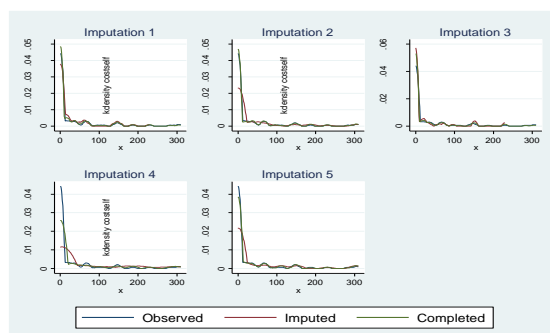 Imputation 1
Imputation 2
Imputation 3
0 .01 .02 .03 .04 .05
kdensity costself
0 100 200 300
x
0 .01 .02 .03 .04 .05
kdensity costself
0 100 200 300
x
0 .02 .04 .06
0 100 200 300
x
Imputation 4
Imputation 5
0 .01 .02 .03 .04
kdensity costself
0 100 200 300
x
0 .01 .02 .03 .04
0 100 200 300
x
Observed
Imputed
Completed